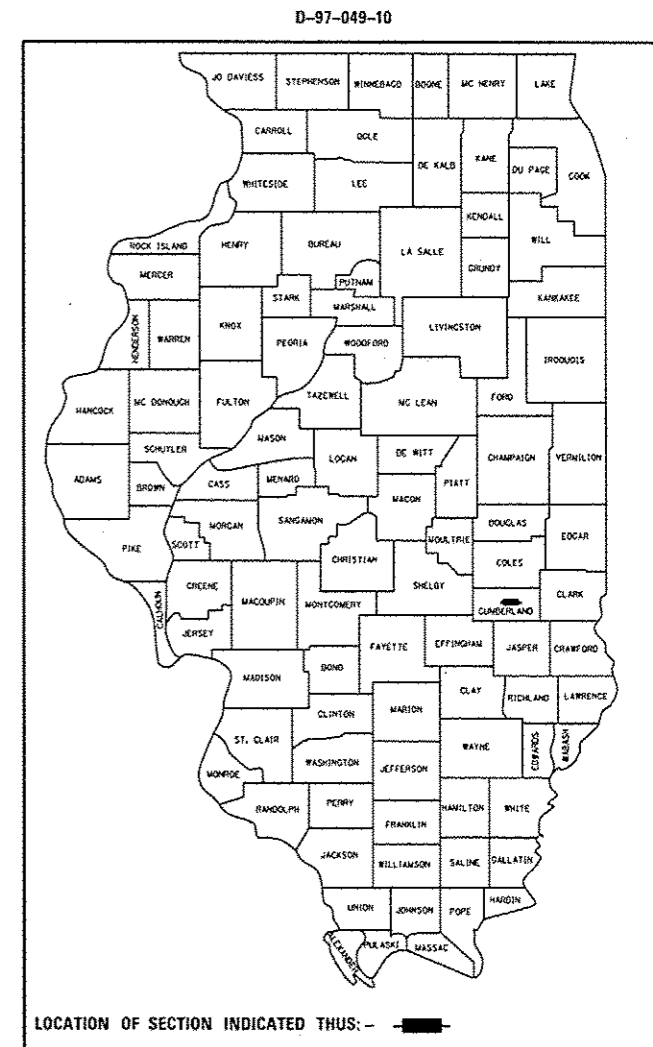 D-97-049-10
JO DAVIESS STEPHENSON WINNEBAGO BOONE MC HENRY LAKE
CARROLL OGLE DE KALB KANE DU PAGE COOK
WHITESIDE LEE KENDALL
ROCK ISLAND HENRY BUREAU LA SALLE GRUNDY WILL
MERCER PUTNAM KANKAKEE
HENDERSON WARREN KNOX STARK MARSHALL LIVINGSTON
PEORIA WOODFORD IROQUOIS
HANCOCK MC DONOUGH FULTON TAZEWELL MC LEAN FORD
MASON
SCHUYLER LOGAN DE WITT CHAMPAIGN VERMILION
ADAMS BROWN CASS MENARD PIATT
MACON
MORGAN SANGAMON DOUGLAS
PIKE SCOTT CHRISTIAN MOULTRIE EDGAR
COLES
GREENE SHELBY
CALHOUN MACOUPIN MONTGOMERY CLARK
CUMBERLAND
JERSEY FAYETTE EFFINGHAM JASPER CRAWFORD
MADISON BOND
CLAY RICHLAND LAWRENCE
CLINTON MARION
ST. CLAIR WAYNE EDWARDS WABASH
WASHINGTON JEFFERSON
MONROE
RANDOLPH PERRY HAMILTON WHITE
FRANKLIN
JACKSON WILLIAMSON SALINE GALLATIN
UNION JOHNSON POPE HARDIN
ALEXANDER PULASKI MASSAC
LOCATION OF SECTION INDICATED THUS: -